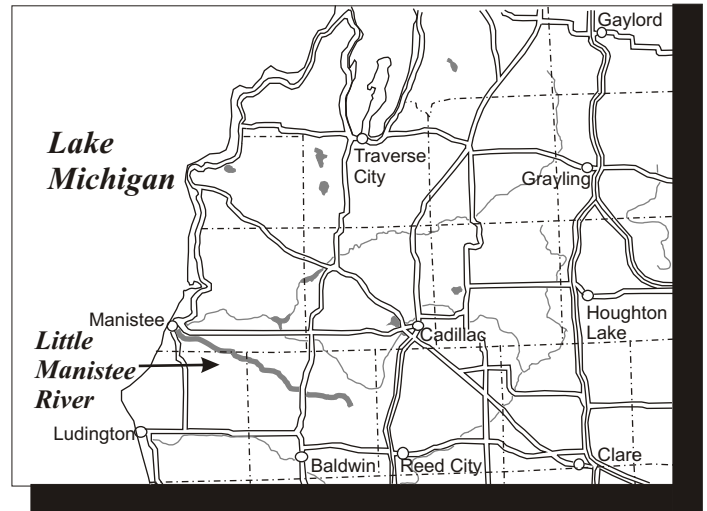 Gaylord
Lake
Michigan
Traverse
City
Grayling
Manistee
Houghton
Lake
Cadillac
Little
Manistee
River
Ludington
Baldwin
Reed City
Clare